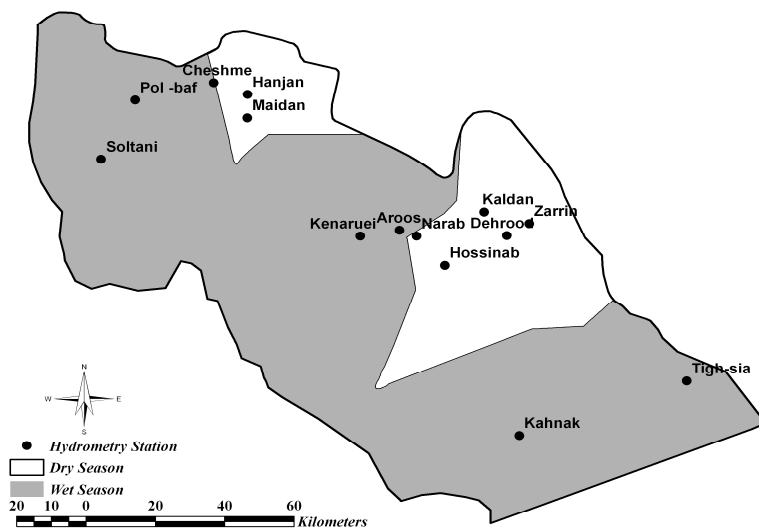 Cheshme
Pol -baf
Hanjan
Maidan
Soltani
Kaldan
Aroos
Zarrin
Kenaruei
Narab
Dehrood
Hossinab
Tigh-sia
Kahnak
N
W
E
S
Hydrometry Station
Dry Season
Wet Season
20 10 0 20 40 60
Kilometers